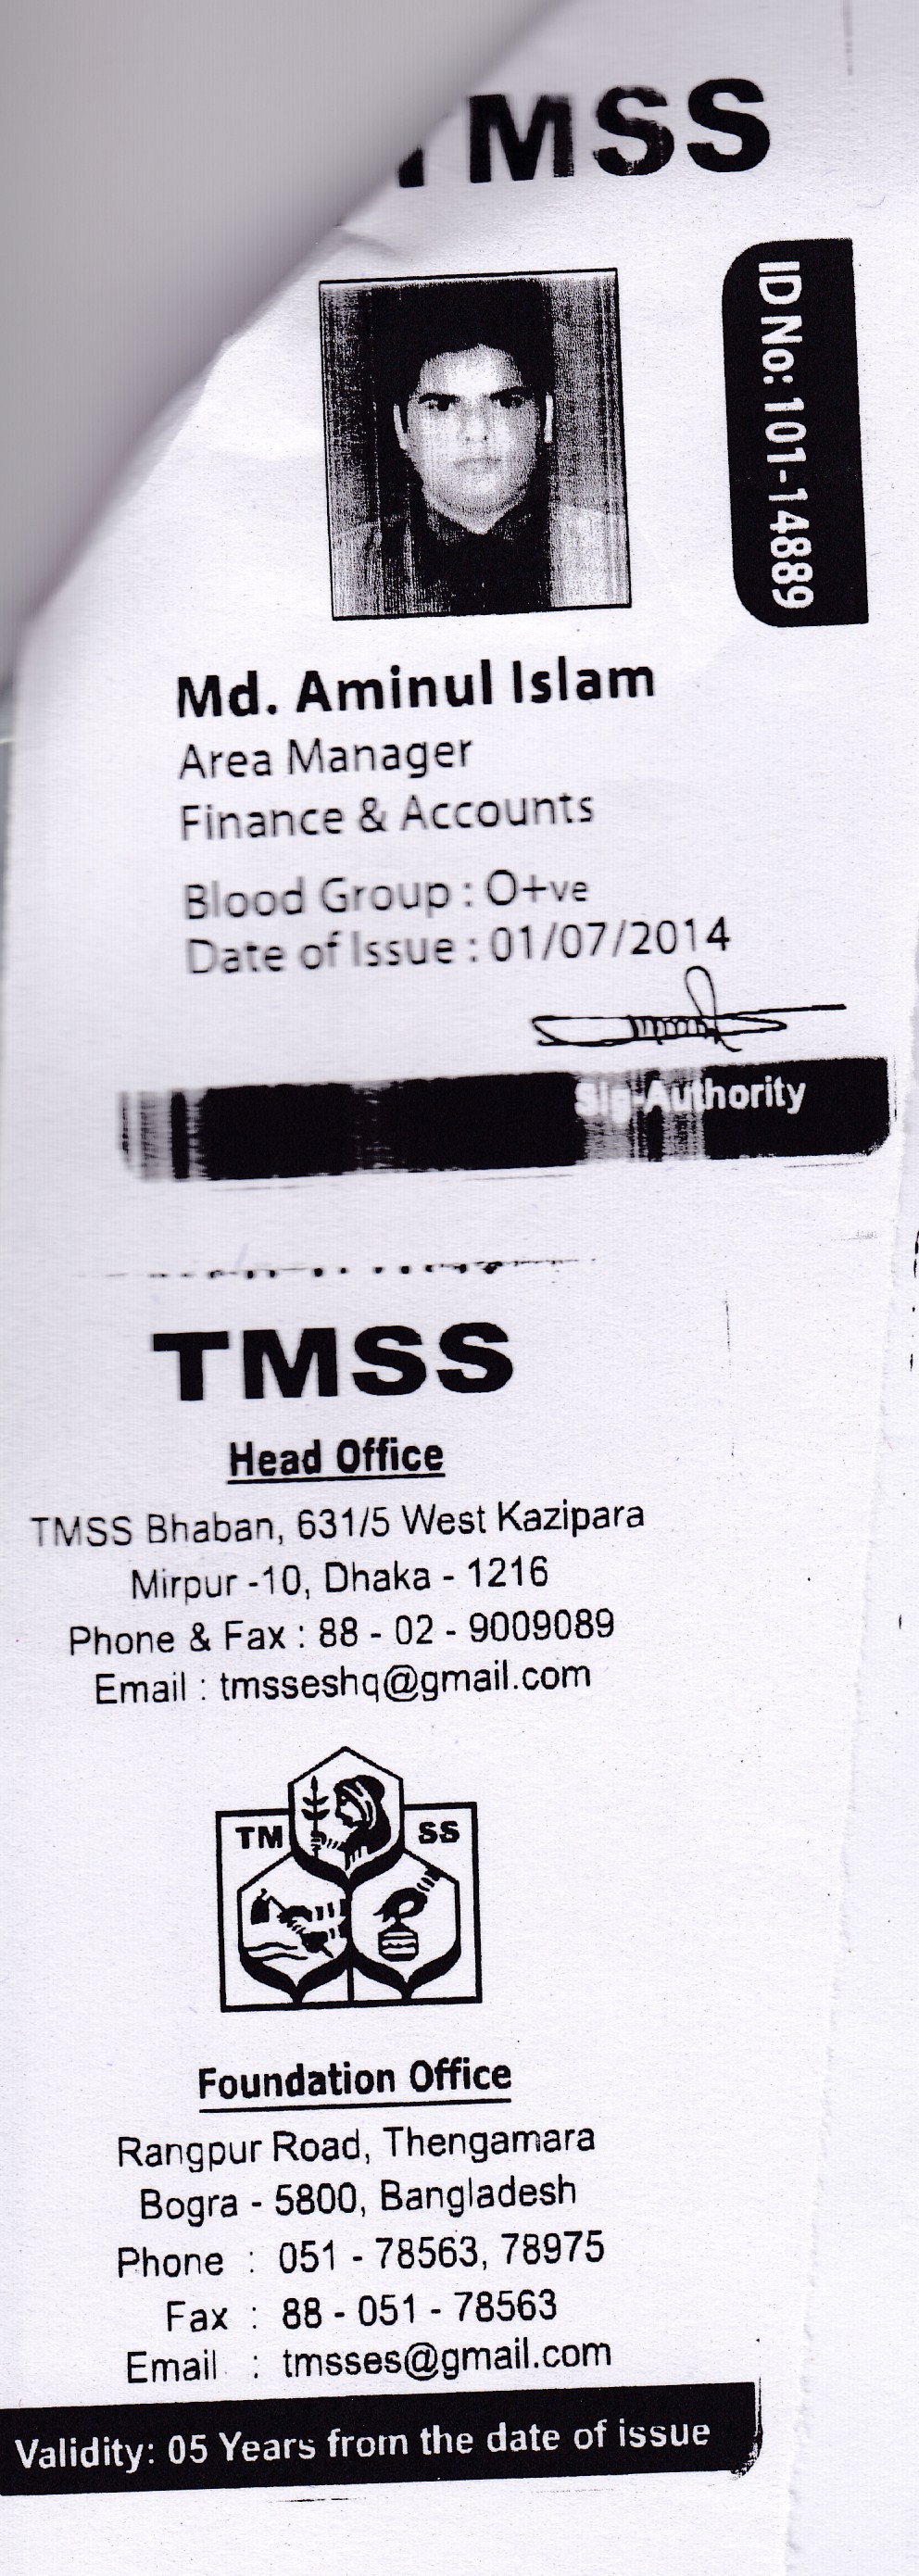 TMSS
ID No: 101-14889
Md. Aminul Islam
Area Manager
Finance & Accounts
Blood Group : O+ve
Date of Issue : 01/07/2014
Sig-Authority
TMSS
Head Office
TMSS Bhaban, 631/5 West Kazipara
Mirpur -10, Dhaka - 1216
Phone & Fax : 88 - 02 - 9009089
Email : tmsseshq@gmail.com
TM SS
Foundation Office
Rangpur Road, Thengamara
Bogra - 5800, Bangladesh
Phone : 051 - 78563, 78975
Fax : 88 - 051 - 78563
Email : tmsses@gmail.com
Validity: 05 Years from the date of issue